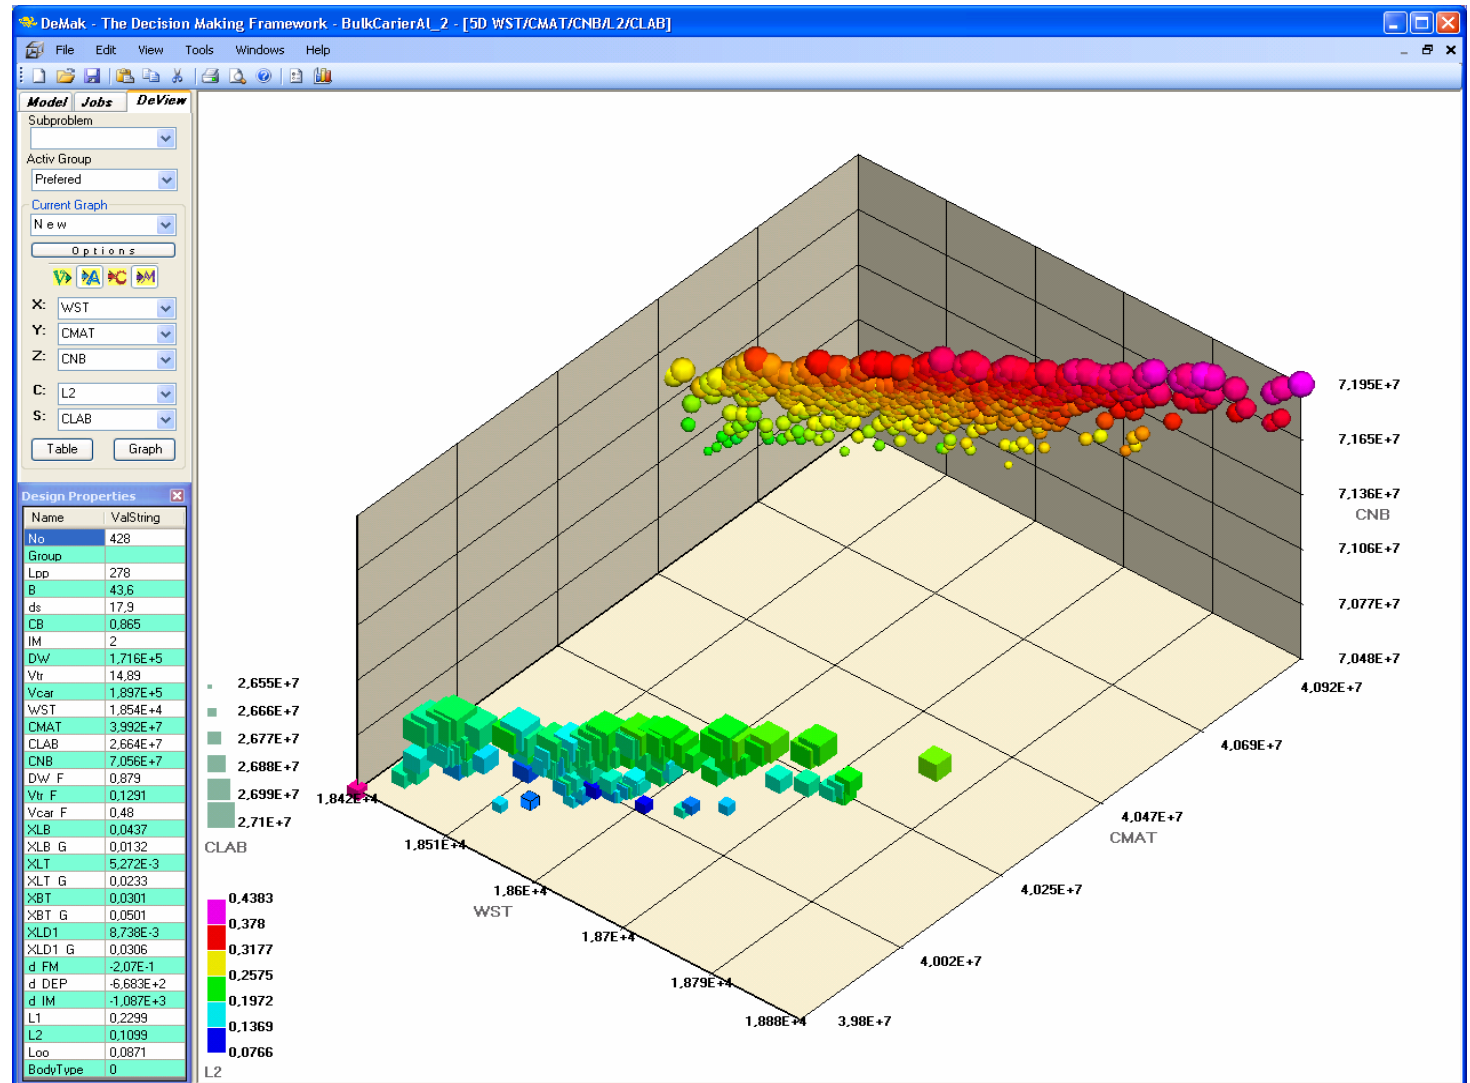 DeMak - The Decision Making Framework - BulkCarierAL_2 - [5D WST/CMAT/CNB/L2/CLAB]
File Edit View Tools Windows Help
Model Jobs DeView
Subproblem
Activ Group
Prefered
Current Graph
New
Options
V A C M
X: WST
Y: CMAT
Z: CNB
C: L2
S: CLAB
Table Graph
Design Properties
Name ValString
No 428
Group
Lpp 278
B 43,6
ds 17,9
CB 0,865
IM 2
DW 1,716E+5
Vtr 14,89
Vcar 1,897E+5
WST 1,854E+4
CMAT 3,992E+7
CLAB 2,664E+7
CNB 7,056E+7
DW F 0,879
Vtr F 0,1291
Vcar F 0,48
XLB 0,0437
XLB G 0,0132
XLT 5,272E-3
XLT G 0,0233
XBT 0,0301
XBT G 0,0501
XLD1 8,738E-3
XLD1 G 0,0306
d FM -2,07E-1
d DEP -6,683E+2
d IM -1,087E+3
L1 0,2299
L2 0,1099
Loo 0,0871
BodyType 0
2,655E+7
2,666E+7
2,677E+7
2,688E+7
2,699E+7
2,71E+7
CLAB
0,4383
0,378
0,3177
0,2575
0,1972
0,1369
0,0766
L2
1,842E+4
1,851E+4
1,86E+4
WST
1,87E+4
1,879E+4
1,888E+4
3,98E+7
4,002E+7
4,025E+7
CMAT
4,047E+7
4,069E+7
4,092E+7
7,195E+7
7,165E+7
7,136E+7
CNB
7,106E+7
7,077E+7
7,048E+7